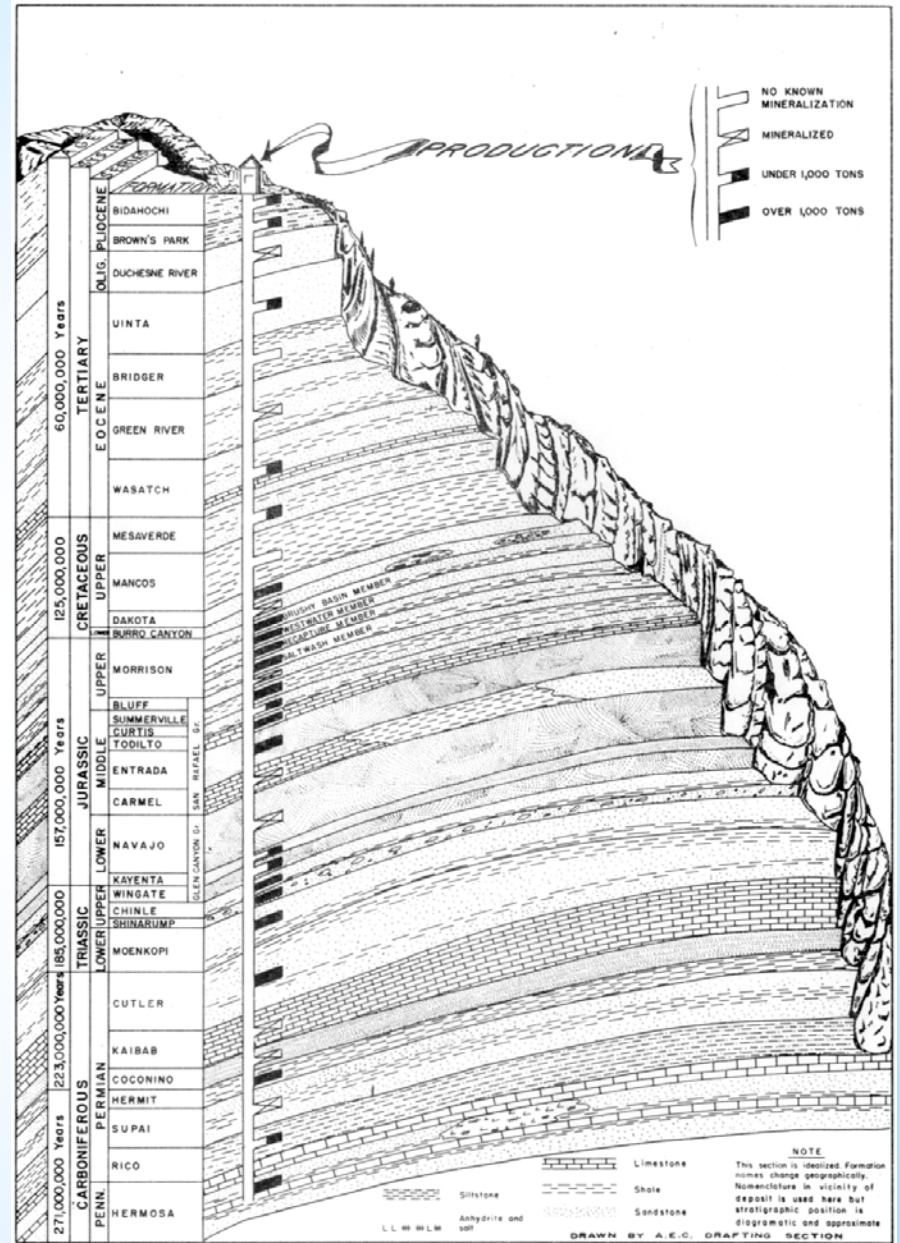 PRODUCTION
NO KNOWN
MINERALIZATION
MINERALIZED
UNDER 1,000 TONS
OVER 1,000 TONS
FORMATION
60,000,000 Years
125,000,000
157,000,000 Years
185,000,000
223,000,000 Years
271,000,000 Years
TERTIARY
CRETACEOUS
JURASSIC
TRIASSIC
CARBONIFEROUS
PLIOCENE
OLIG.
EOCENE
UPPER
LOWER
UPPER
MIDDLE
LOWER
UPPER
LOWER
PERMIAN
PENN.
BIDAHOCHI
BROWN'S PARK
DUCHESNE RIVER
UINTA
BRIDGER
GREEN RIVER
WASATCH
MESAVERDE
MANCOS
DAKOTA
BURRO CANYON
MORRISON
BLUFF
SUMMERVILLE
CURTIS
TODILTO
ENTRADA
CARMEL
NAVAJO
KAYENTA
WINGATE
CHINLE
SHINARUMP
MOENKOPI
CUTLER
KAIBAB
COCONINO
HERMIT
SUPAI
RICO
HERMOSA
SAN RAFAEL Gr.
GLEN CANYON Gr
BASIN MEMBER
WESTWATER MEMBER
MEMBER
MEMBER
Siltstone
Anhydrite and
salt
Limestone
Shale
Sandstone
NOTE
This section is idealized. Formation
names change geographically.
Nomenclature in vicinity of
deposit is used here but
stratigraphic position is
diagramatic and approximate
DRAWN BY A.E.C. DRAFTING SECTION